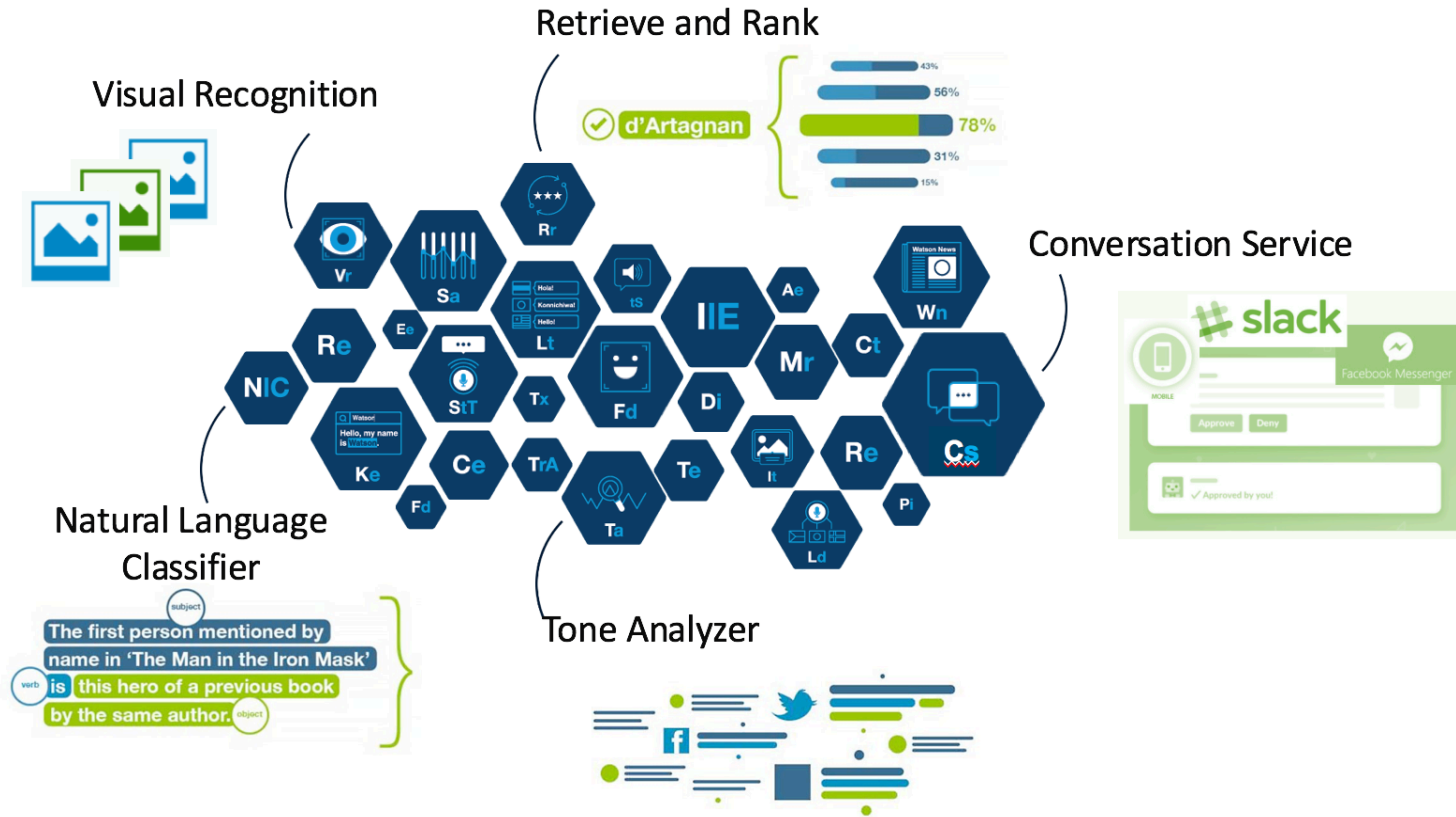 Retrieve and Rank
Visual Recognition
43%
56%
d'Artagnan
78%
31%
15%
Rr
Conversation Service
Watson News
Vr
Sa
Hola!
Konnichiwa!
Hello!
tS
IIE
Ae
Wn
slack
Facebook Messenger
MOBILE
Approve
Deny
Approved by you!
Re
Ee
Lt
Mr
Ct
NlC
StT
Tx
Fd
Di
Watson
Hello, my name
is Watson.
Ke
Ce
TrA
Te
It
Re
Cs
Fd
Ta
Pi
Ld
Natural Language
Classifier
subject
The first person mentioned by
name in 'The Man in the Iron Mask'
verb
is this hero of a previous book
by the same author.
object
Tone Analyzer
f